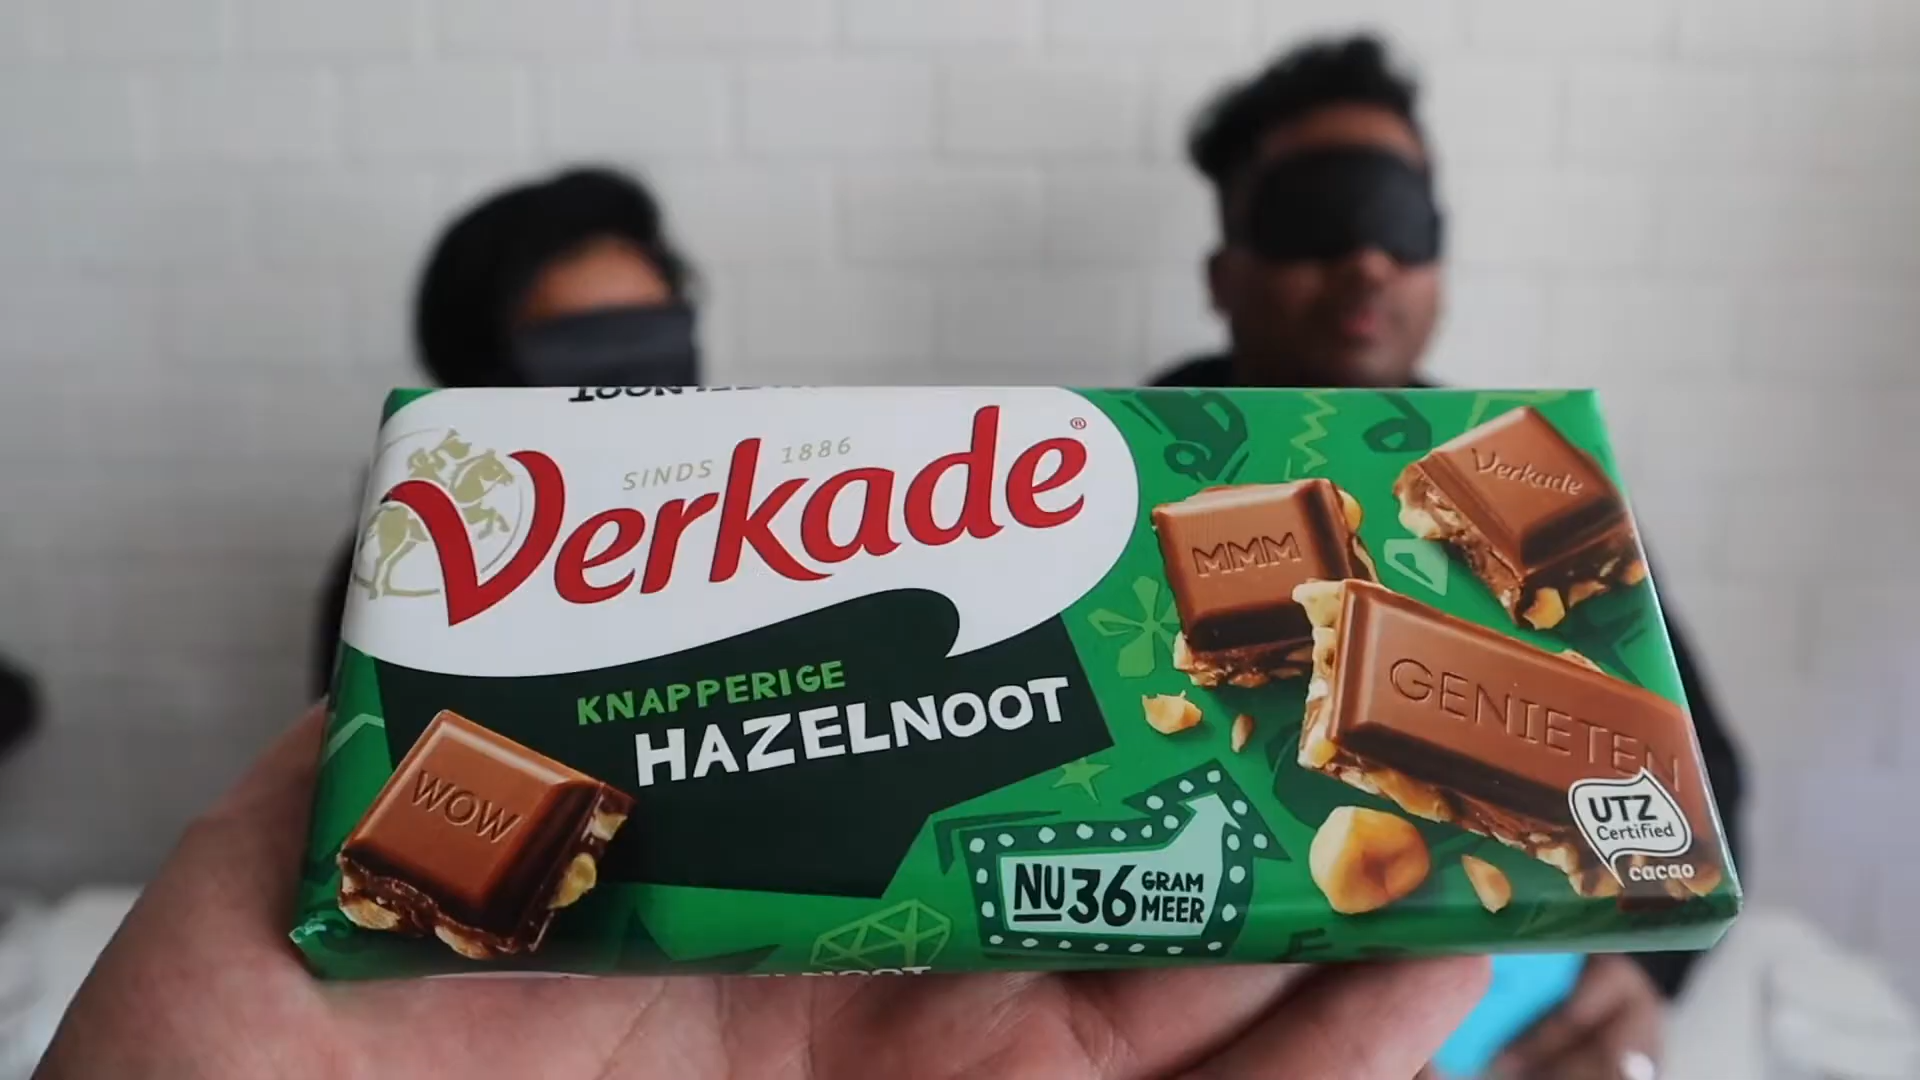 SINDS 1886
Verkade®
KNAPPERIGE
HAZELNOOT
WOW
MMM
Verkade
GENIETEN
NU 36 GRAM MEER
UTZ
Certified
cacao